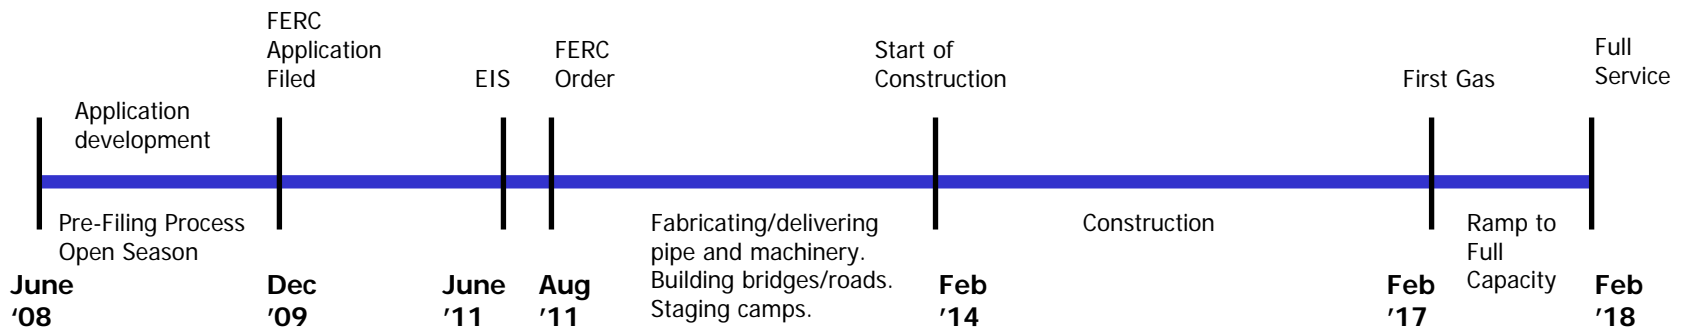 FERC
Application
Filed
EIS
FERC
Order
Start of
Construction
First Gas
Full
Service
Application
development
Pre-Filing Process
Open Season
Fabricating/delivering
pipe and machinery.
Building bridges/roads.
Staging camps.
Construction
Ramp to
Full
Capacity
June
‘08
Dec
’09
June
’11
Aug
’11
Feb
’14
Feb
’17
Feb
’18